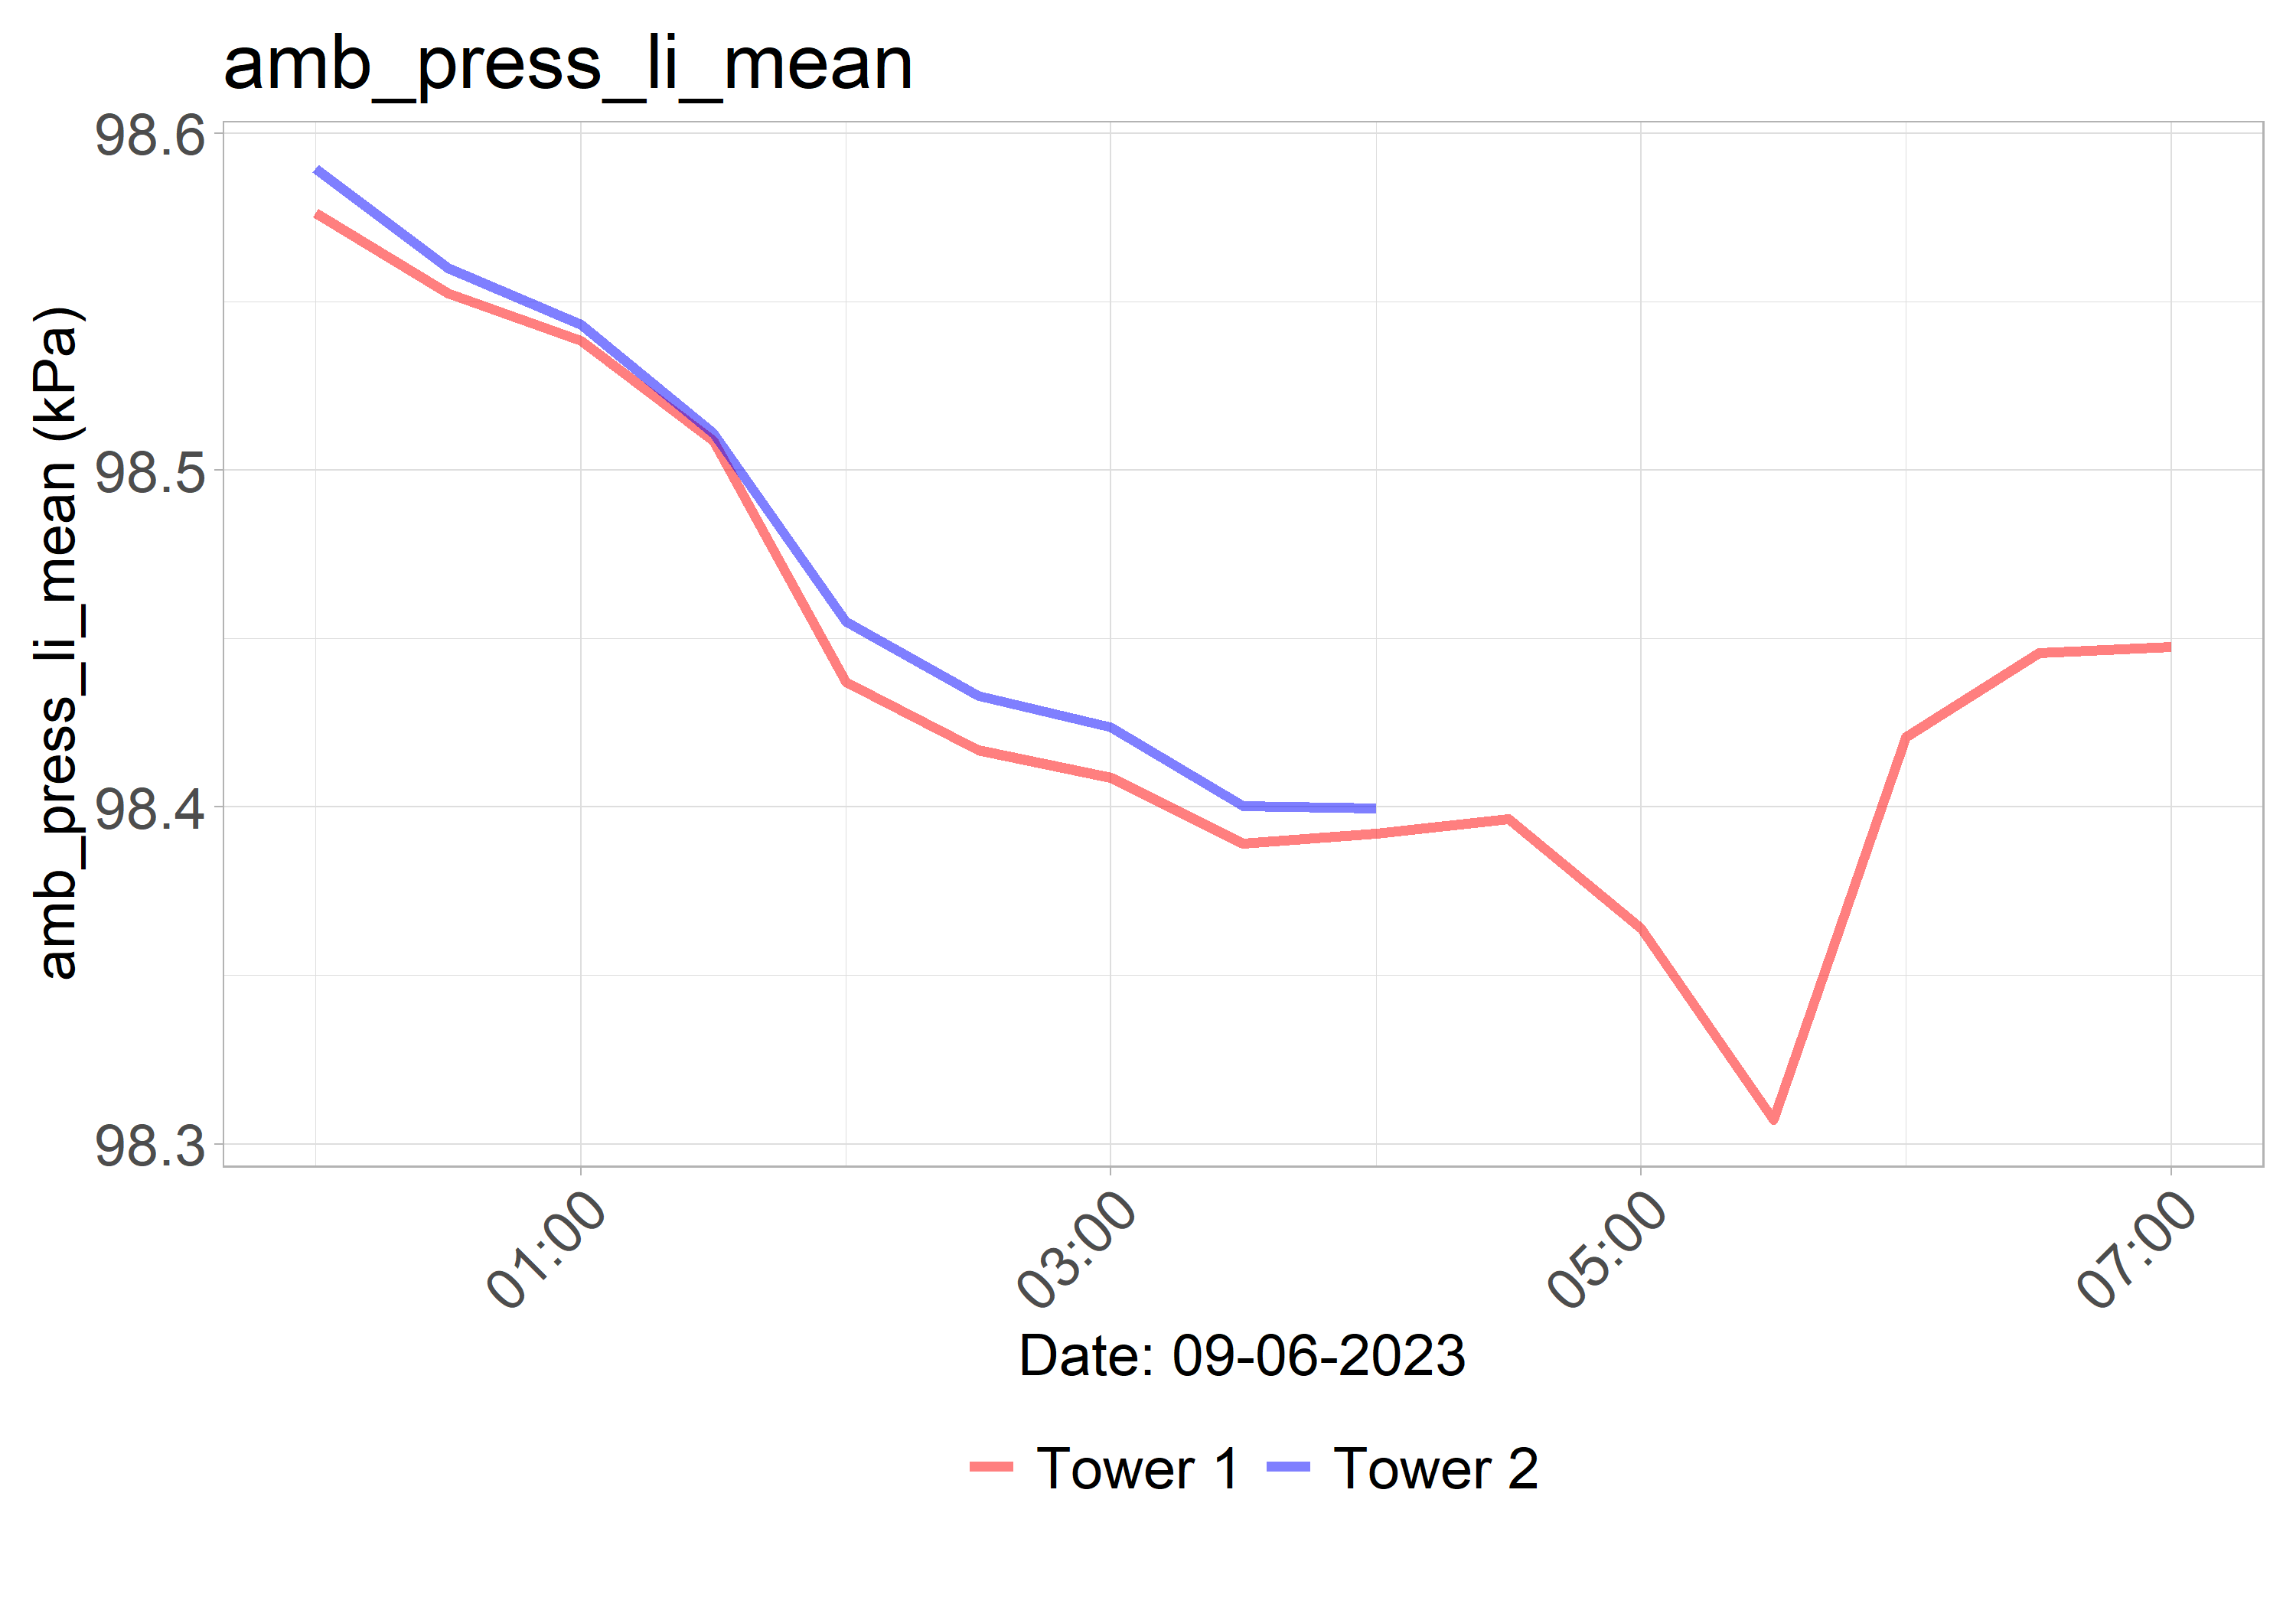 amb_press_li_mean
amb_press_li_mean (kPa)
98.6
98.5
98.4
98.3
01:00
03:00
05:00
07:00
Date: 09-06-2023
Tower 1
Tower 2